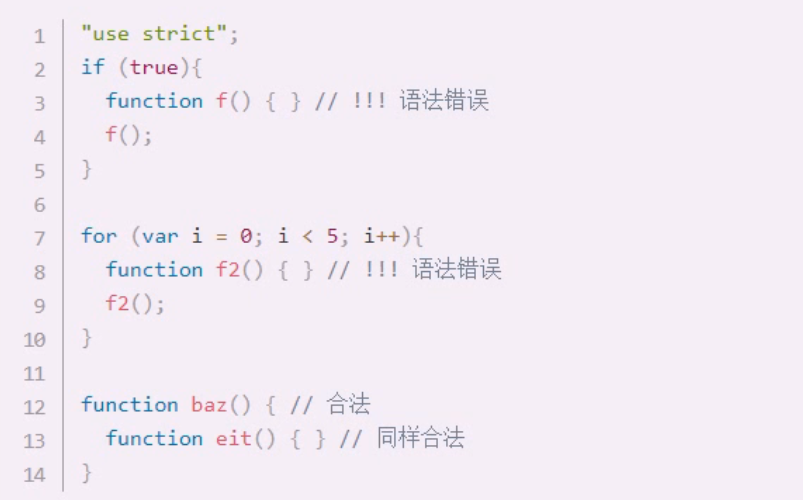 1 "use strict";
2 if (true){
3 function f() { } // !!! 语法错误
4 f();
5 }
6
7 for (var i = 0; i < 5; i++){
8 function f2() { } // !!! 语法错误
9 f2();
10 }
11
12 function baz() { // 合法
13 function eit() { } // 同样合法
14 }